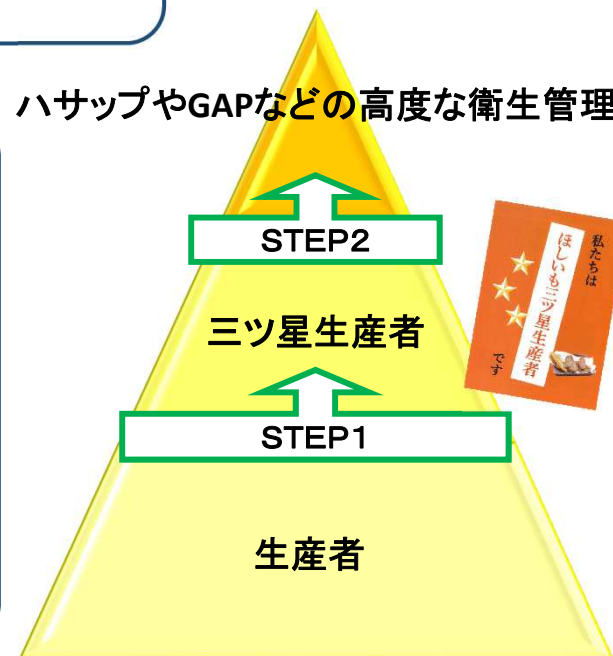 ハサップやGAPなどの高度な衛生管理
STEP2
三ツ星生産者
STEP1
生産者
私たちは
ほしいも三ツ星生産者
です